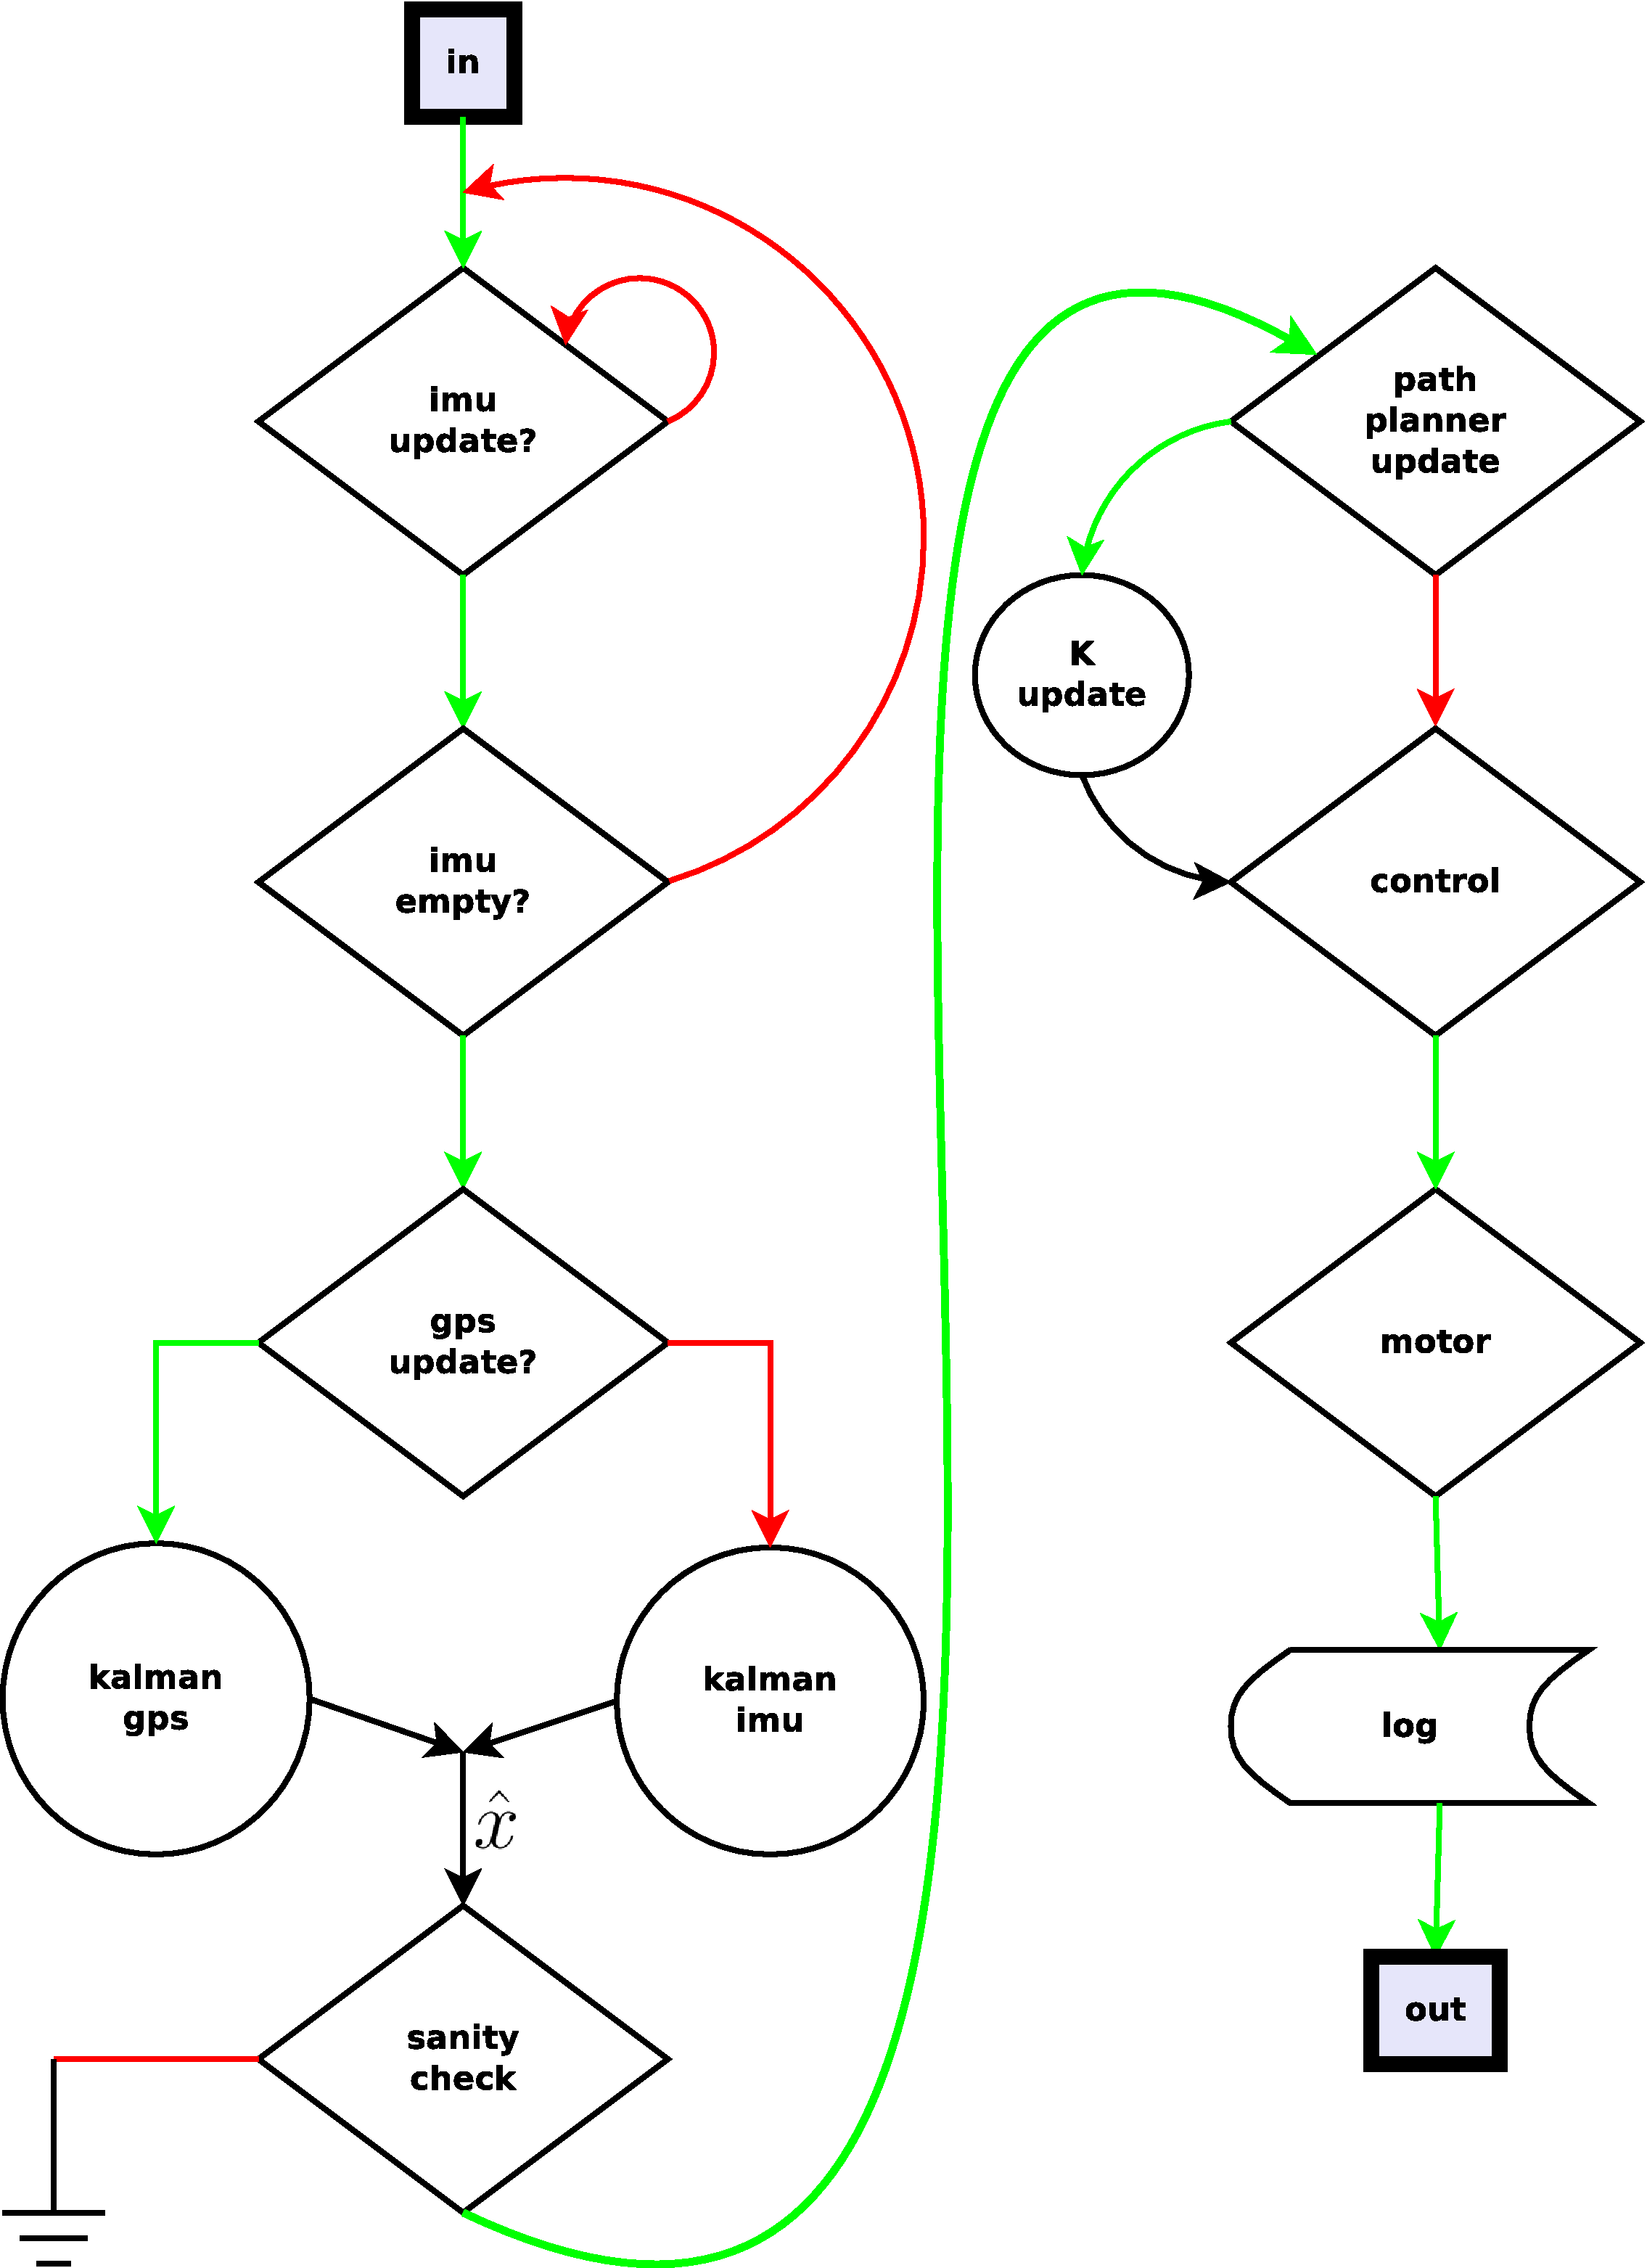 in
imu
update?
imu
empty?
gps
update?
kalman
gps
kalman
imu
x̂
sanity
check
path
planner
update
K
update
control
motor
log
out